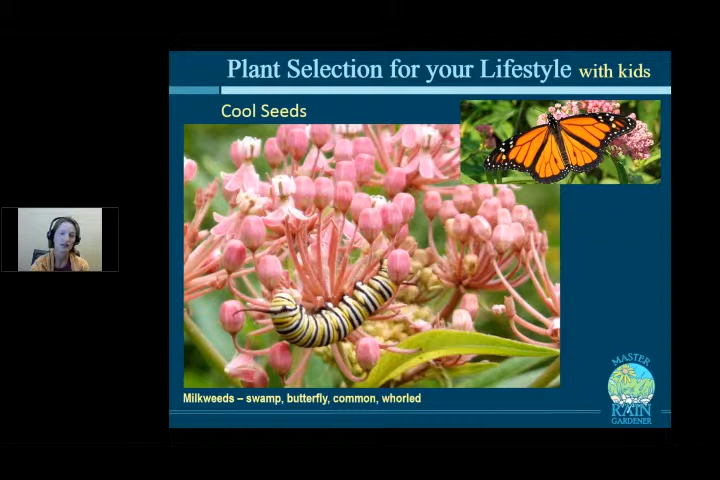 Plant Selection for your Lifestyle with kids
Cool Seeds
Milkweeds – swamp, butterfly, common, whorled
MASTER
RAIN
GARDENER